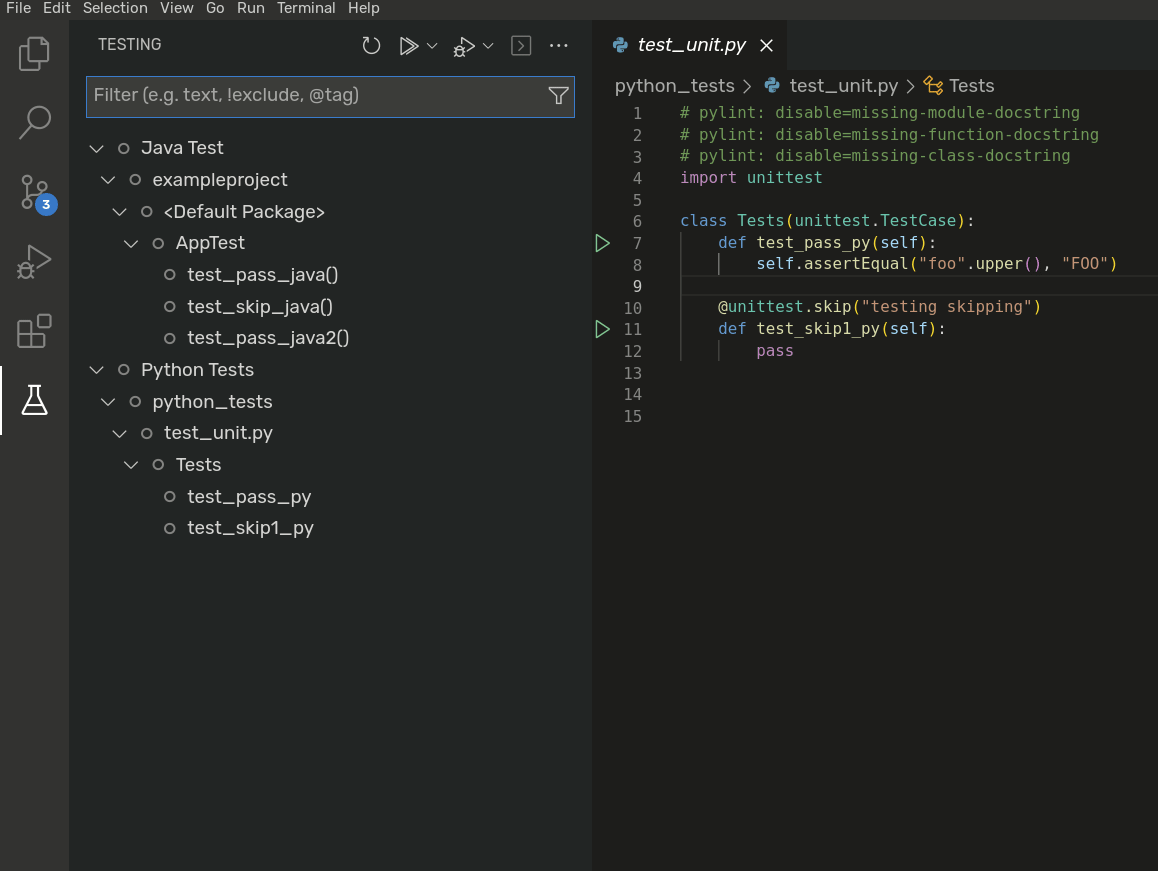 File Edit Selection View Go Run Terminal Help
TESTING
Filter (e.g. text, !exclude, @tag)
3
Java Test
exampleproject
<Default Package>
AppTest
test_pass_java()
test_skip_java()
test_pass_java2()
Python Tests
python_tests
test_unit.py
Tests
test_pass_py
test_skip1_py
test_unit.py
python_tests > test_unit.py > Tests
1 # pylint: disable=missing-module-docstring
2 # pylint: disable=missing-function-docstring
3 # pylint: disable=missing-class-docstring
4 import unittest
5
6 class Tests(unittest.TestCase):
7     def test_pass_py(self):
8         self.assertEqual("foo".upper(), "FOO")
9
10     @unittest.skip("testing skipping")
11     def test_skip1_py(self):
12         pass
13
14
15